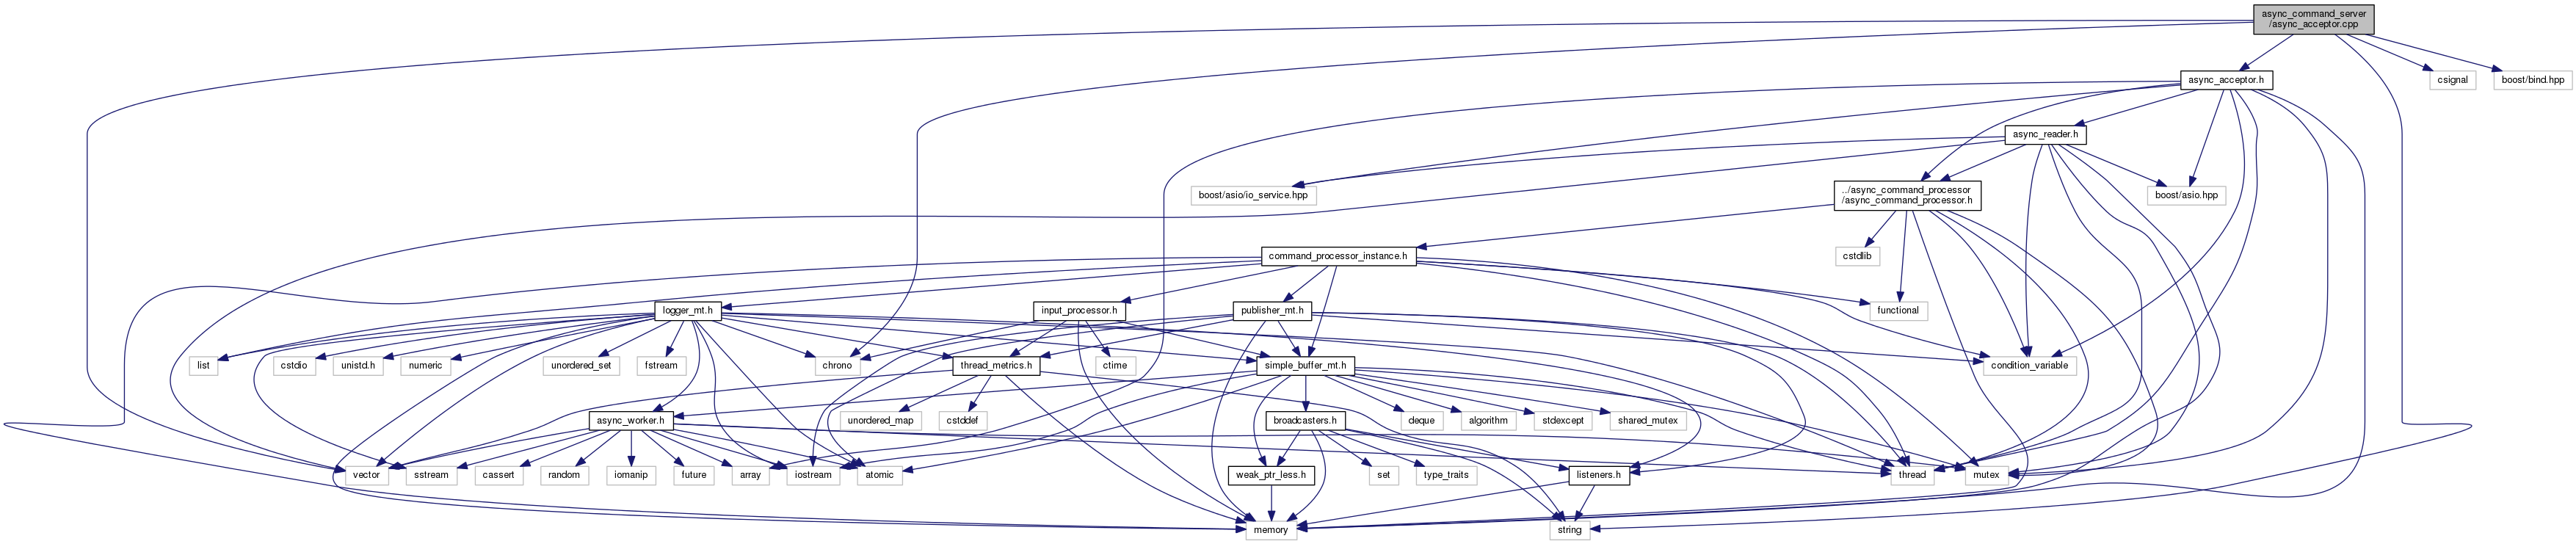 async_command_server
/async_acceptor.cpp
async_acceptor.h
csignal
boost/bind.hpp
async_reader.h
boost/asio/io_service.hpp
../async_command_processor
/async_command_processor.h
boost/asio.hpp
command_processor_instance.h
cstdlib
logger_mt.h
input_processor.h
publisher_mt.h
functional
list
cstdio
unistd.h
numeric
unordered_set
fstream
chrono
thread_metrics.h
ctime
simple_buffer_mt.h
condition_variable
async_worker.h
unordered_map
cstddef
broadcasters.h
deque
algorithm
stdexcept
shared_mutex
vector
sstream
cassert
random
iomanip
future
array
iostream
atomic
weak_ptr_less.h
set
type_traits
listeners.h
thread
mutex
memory
string